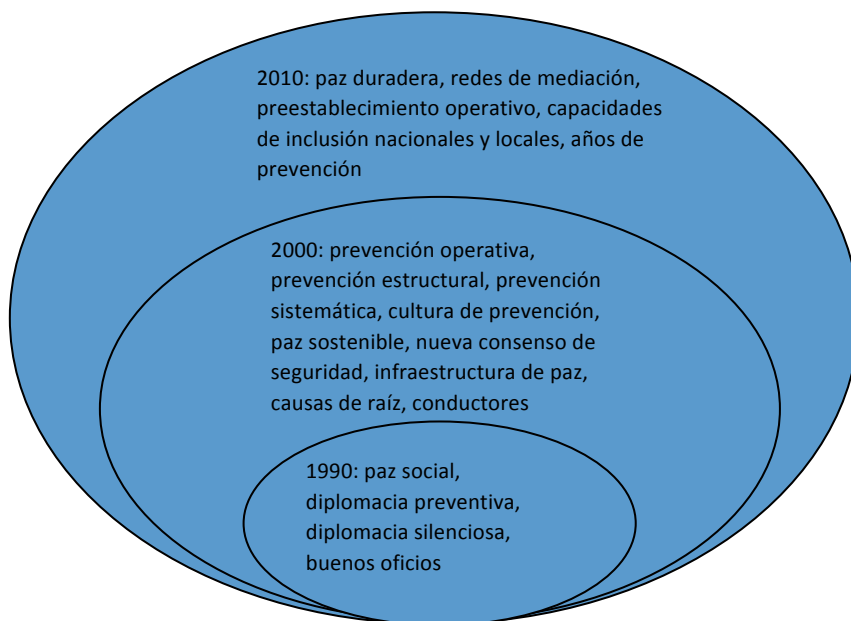 2010: paz duradera, redes de mediación,
preestablecimiento operativo, capacidades
de inclusión nacionales y locales, años de
prevención
2000: prevención operativa,
prevención estructural, prevención
sistemática, cultura de prevención,
paz sostenible, nueva consenso de
seguridad, infraestructura de paz,
causas de raíz, conductores
1990: paz social,
diplomacia preventiva,
diplomacia silenciosa,
buenos oficios